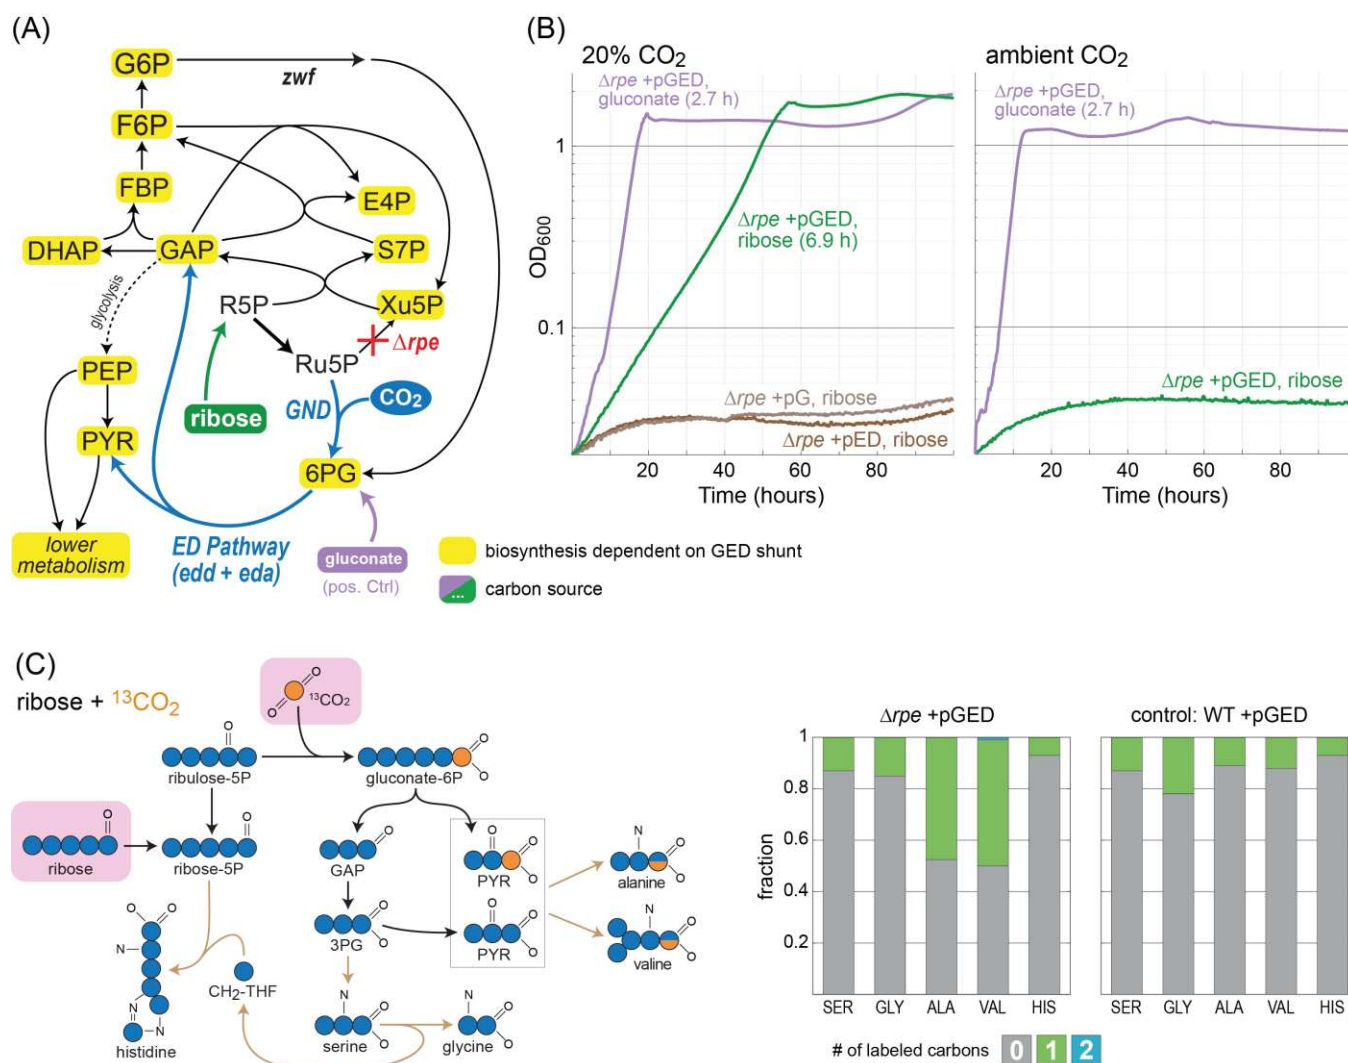 (A)
G6P
zwf
F6P
FBP
E4P
DHAP
GAP
S7P
glycolysis
R5P
Xu5P
Δrpe
Ru5P
PEP
GND
CO2
ribose
PYR
6PG
lower
metabolism
ED Pathway
(edd + eda)
gluconate
(pos. Ctrl)
biosynthesis dependent on GED shunt
...
carbon source
(B)
20% CO2
Δrpe +pGED,
gluconate (2.7 h)
Δrpe +pGED,
ribose (6.9 h)
Δrpe +pG, ribose
Δrpe +pED, ribose
OD600
1
0.1
20
40
60
80
Time (hours)
ambient CO2
Δrpe +pGED,
gluconate (2.7 h)
Δrpe +pGED, ribose
20
40
60
80
Time (hours)
(C)
ribose + 13CO2
O
O
13CO2
O
ribulose-5P
O
O
gluconate-6P
O
ribose
O
ribose-5P
O
GAP
O
O
O
PYR
N
O
O
alanine
O
O
3PG
O
O
O
PYR
N
O
O
valine
O
O
N
N
N
histidine
CH2-THF
N
O
O
serine
N
O
O
glycine
Δrpe +pGED
control: WT +pGED
fraction
1
0.8
0.6
0.4
0.2
SER GLY ALA VAL HIS
SER GLY ALA VAL HIS
# of labeled carbons 0 1 2